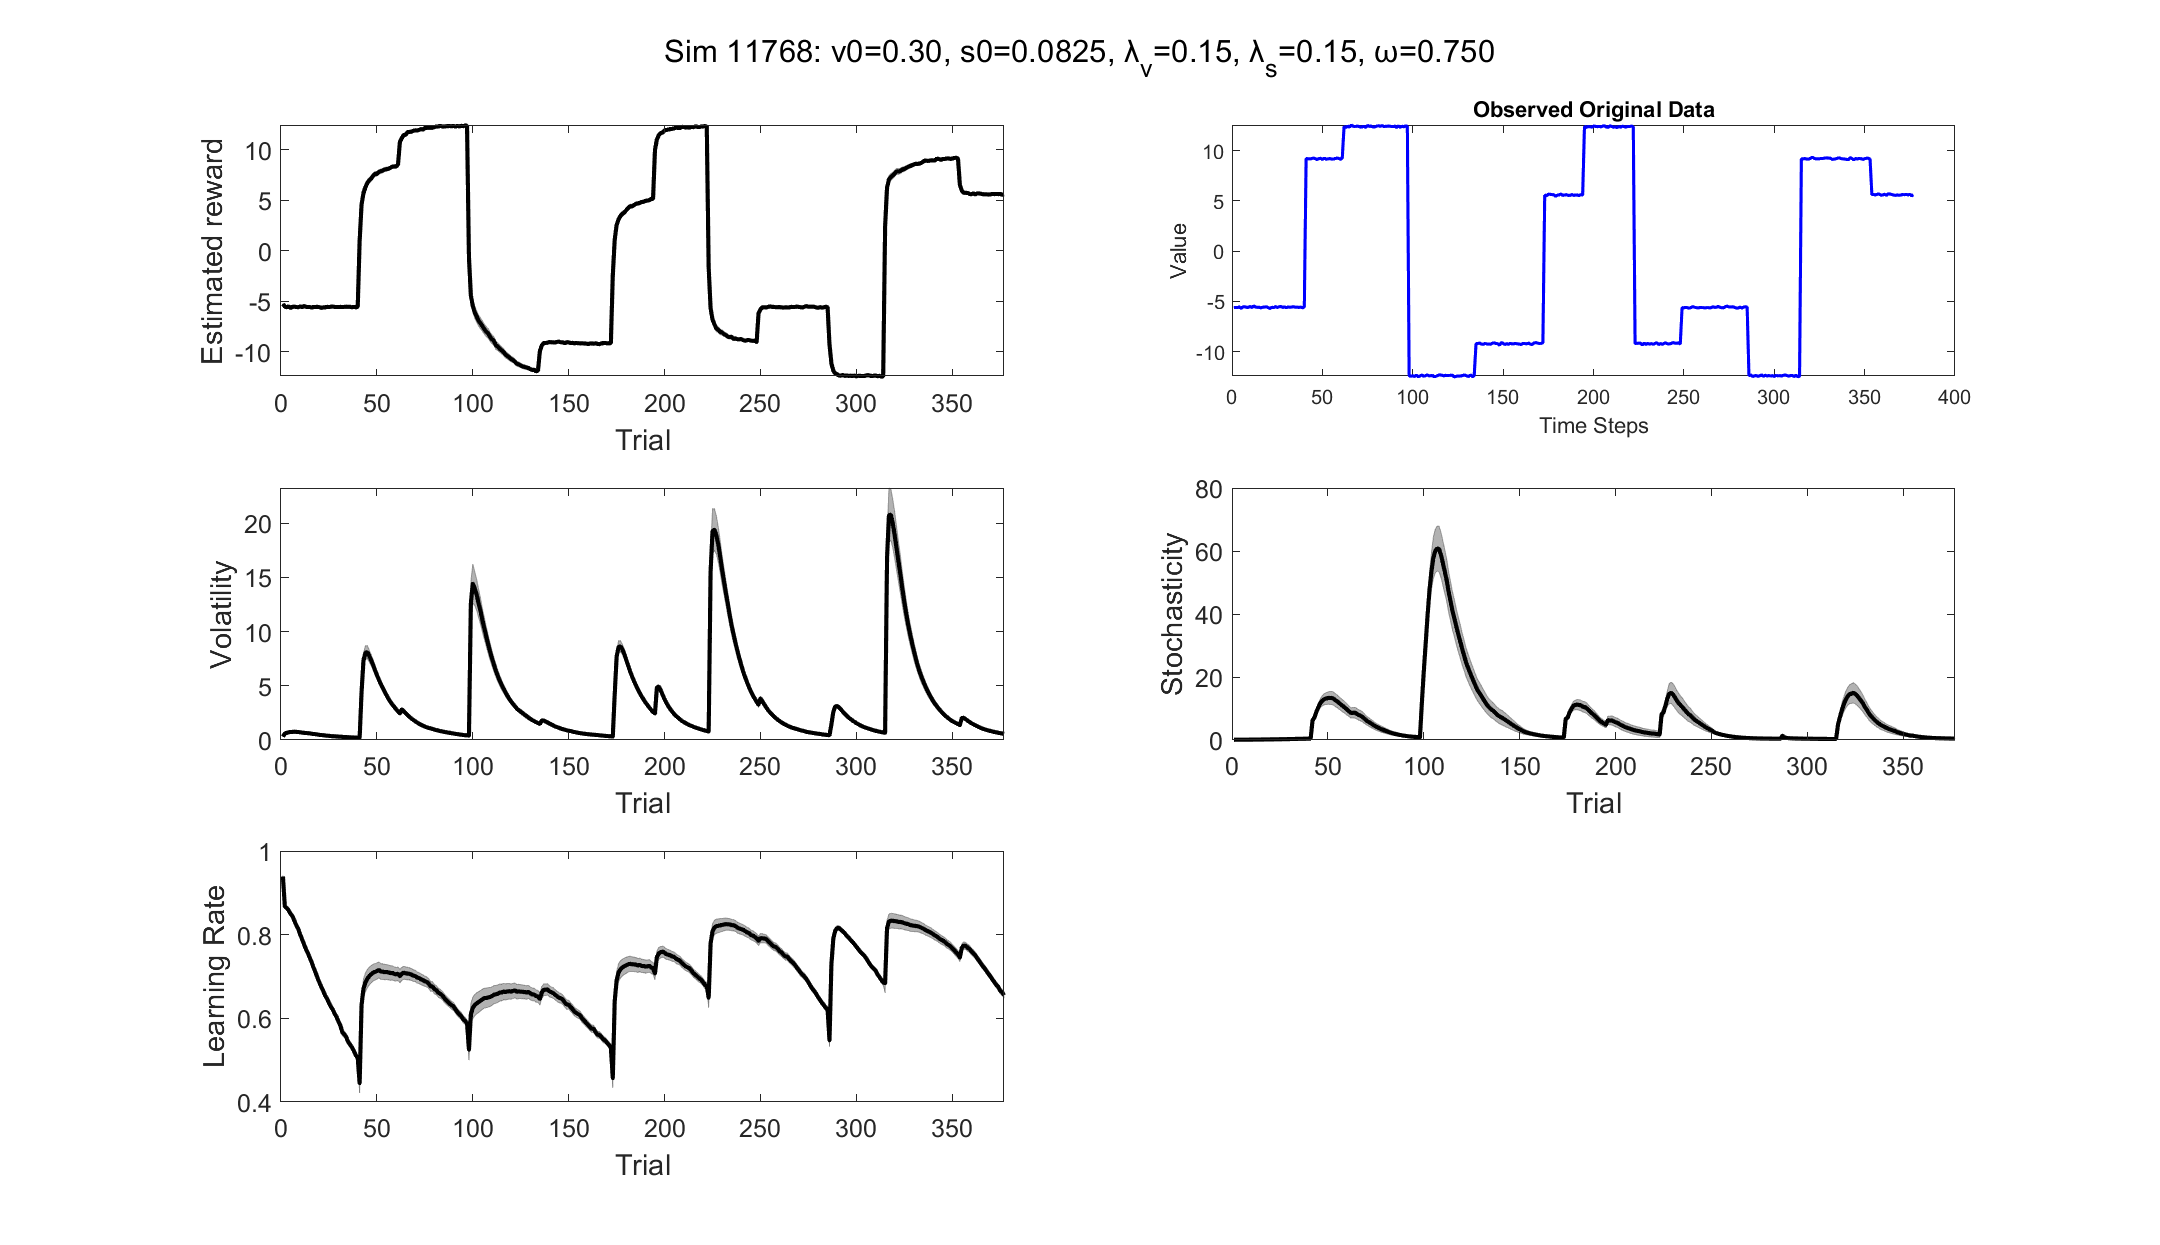 Sim 11768: v0=0.30, s0=0.0825, λ_v=0.15, λ_s=0.15, ω=0.750
10
5
0
-5
-10
Estimated reward
0 50 100 150 200 250 300 350
Trial
Observed Original Data
10
5
0
-5
-10
Value
0 50 100 150 200 250 300 350 400
Time Steps
20
15
10
5
0
Volatility
0 50 100 150 200 250 300 350
Trial
80
60
40
20
0
Stochasticity
0 50 100 150 200 250 300 350
Trial
1
0.8
0.6
0.4
Learning Rate
0 50 100 150 200 250 300 350
Trial